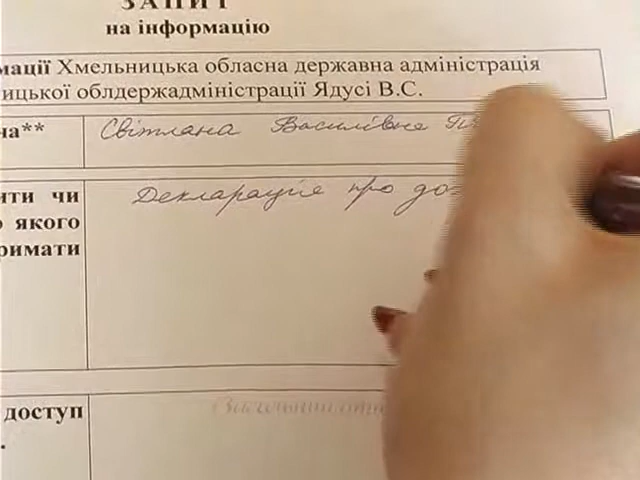 ЗАПИТ
на інформацію
мації Хмельницька обласна державна адміністрація
ицької облдержадміністрації Ядусі В.С.
на** Світлана Василівна
ити чи Декларація про до
о якого
римати
доступ